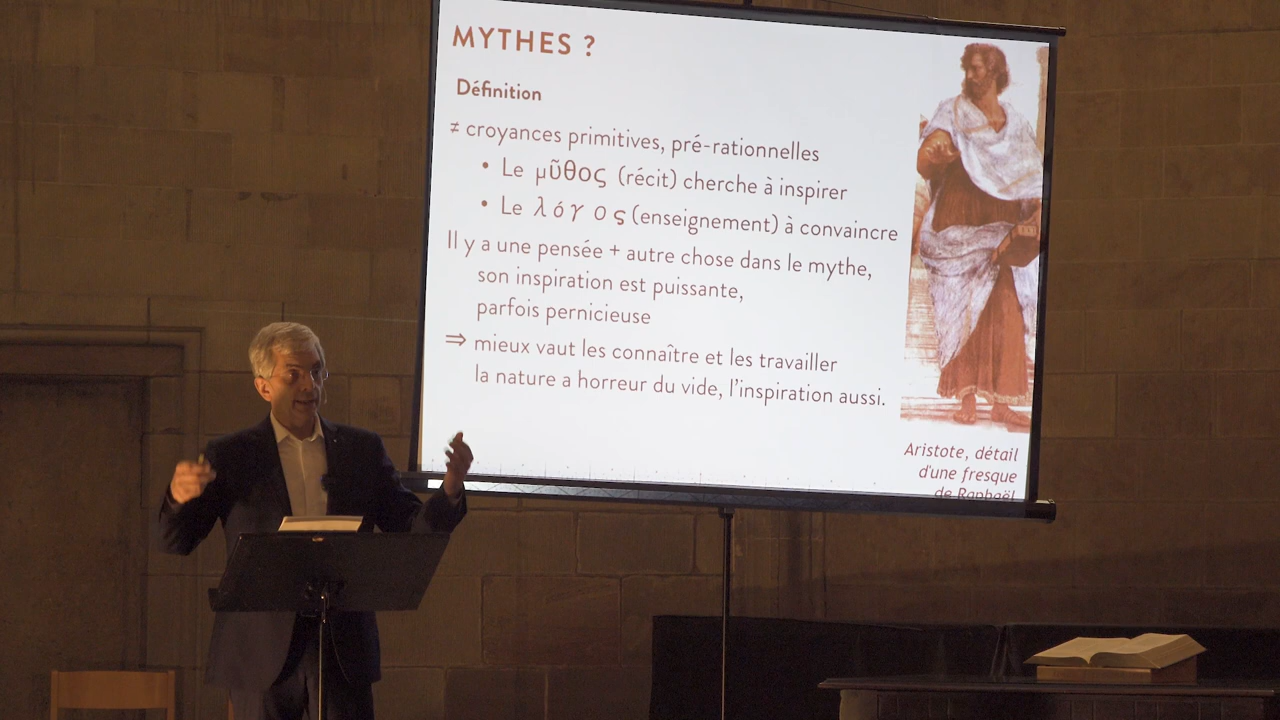 MYTHES ?
Définition
≠ croyances primitives, pré-rationnelles
• Le μῦθος (récit) cherche à inspirer
• Le λόγος (enseignement) à convaincre
Il y a une pensée + autre chose dans le mythe,
son inspiration est puissante,
parfois pernicieuse
⇒ mieux vaut les connaître et les travailler
la nature a horreur du vide, l'inspiration aussi.
Aristote, détail
d'une fresque
de Raphaël